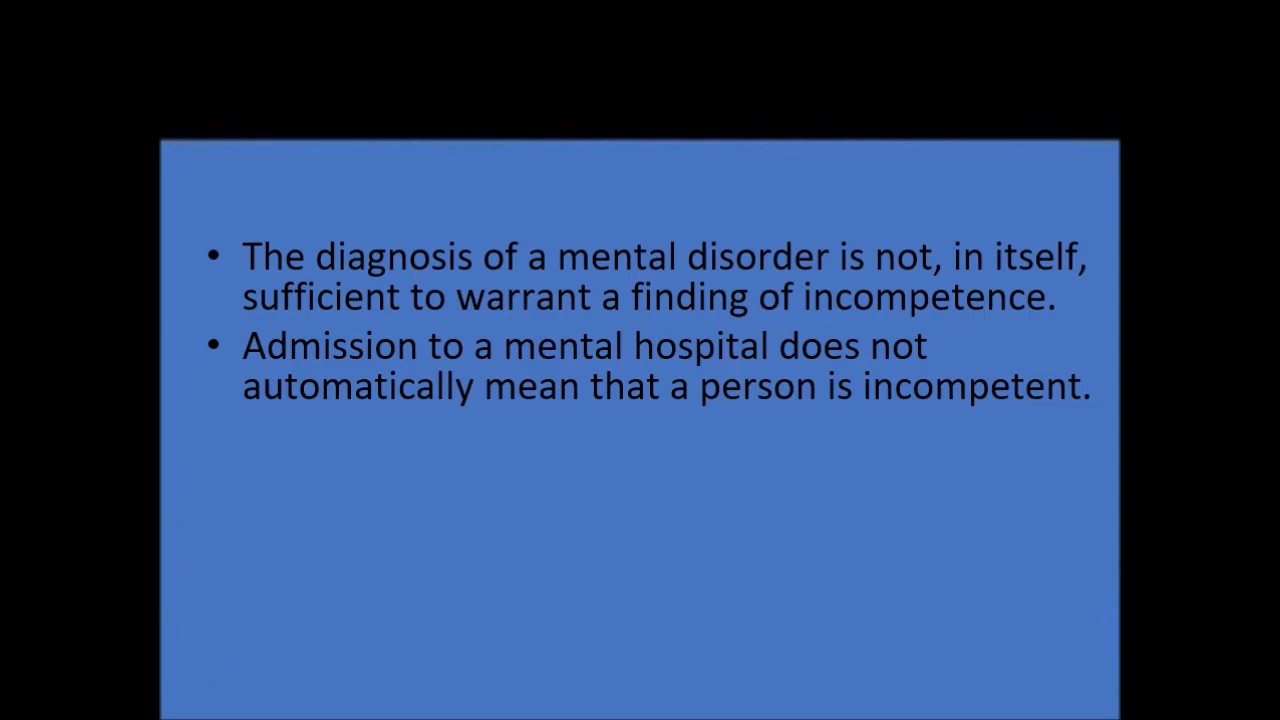 • The diagnosis of a mental disorder is not, in itself,
sufficient to warrant a finding of incompetence.
• Admission to a mental hospital does not
automatically mean that a person is incompetent.